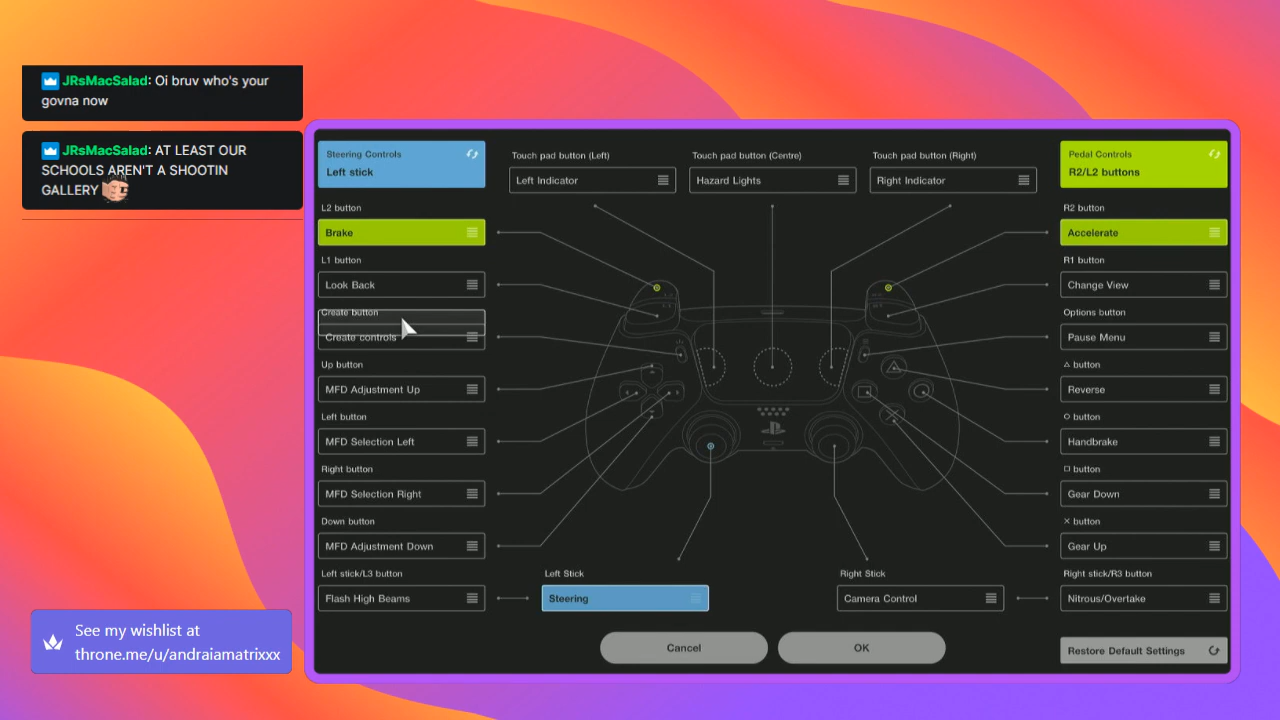 JRsMacSalad: Oi bruv who's your
govna now
JRsMacSalad: AT LEAST OUR
SCHOOLS AREN'T A SHOOTIN
GALLERY
See my wishlist at
throne.me/u/andraiamatrixxx
Steering Controls
Left stick
Touch pad button (Left)
Left Indicator
Touch pad button (Centre)
Hazard Lights
Touch pad button (Right)
Right Indicator
Pedal Controls
R2/L2 buttons
L2 button
Brake
L1 button
Look Back
Create button
Create controls
Up button
MFD Adjustment Up
Left button
MFD Selection Left
Right button
MFD Selection Right
Down button
MFD Adjustment Down
Left stick/L3 button
Flash High Beams
Left Stick
Steering
Right Stick
Camera Control
R2 button
Accelerate
R1 button
Change View
Options button
Pause Menu
△ button
Reverse
○ button
Handbrake
□ button
Gear Down
✕ button
Gear Up
Right stick/R3 button
Nitrous/Overtake
Cancel
OK
Restore Default Settings